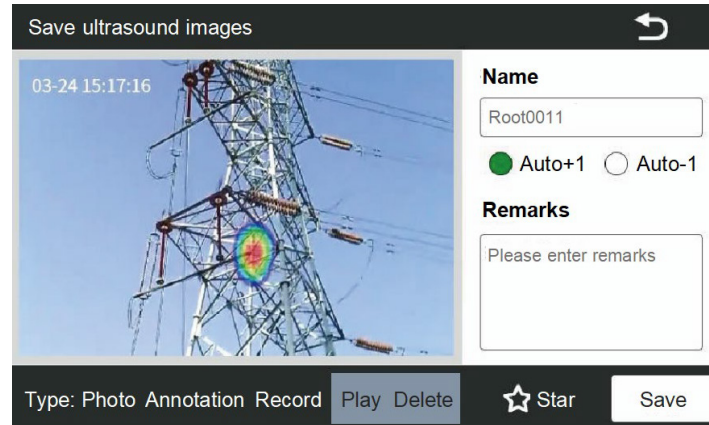 Save ultrasound images
03-24 15:17:16
Name
Root0011
Auto+1 Auto-1
Remarks
Please enter remarks
Type: Photo Annotation Record Play Delete Star Save